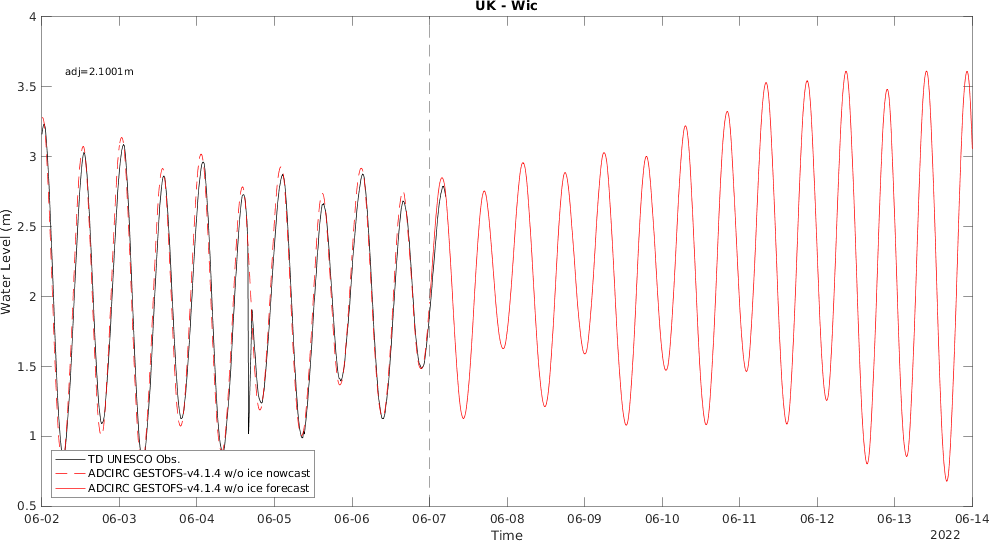 UK - Wic
adj=2.1001m
4
3.5
3
2.5
2
1.5
1
0.5
Water Level (m)
TD UNESCO Obs.
ADCIRC GESTOFS-v4.1.4 w/o ice nowcast
ADCIRC GESTOFS-v4.1.4 w/o ice forecast
06-02 06-03 06-04 06-05 06-06 06-07 06-08 06-09 06-10 06-11 06-12 06-13 06-14
Time
2022